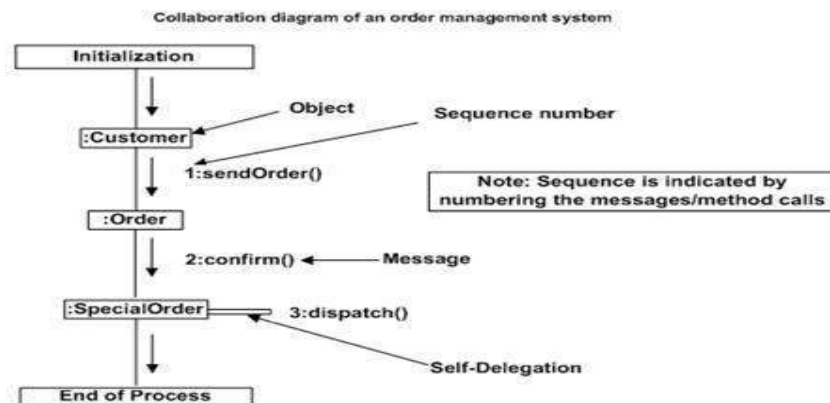 Collaboration diagram of an order management system
Initialization
Object
Sequence number
:Customer
1:sendOrder()
Note: Sequence is indicated by
numbering the messages/method calls
:Order
2:confirm()
Message
:SpecialOrder
3:dispatch()
Self-Delegation
End of Process